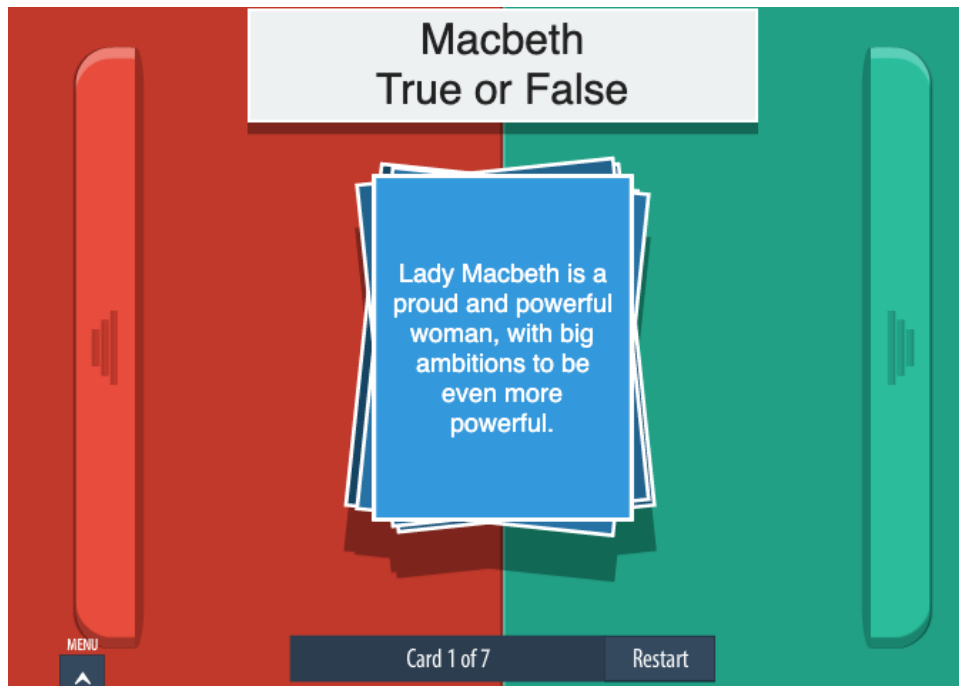 Macbeth
True or False
Lady Macbeth is a
proud and powerful
woman, with big
ambitions to be
even more
powerful.
MENU
Card 1 of 7
Restart